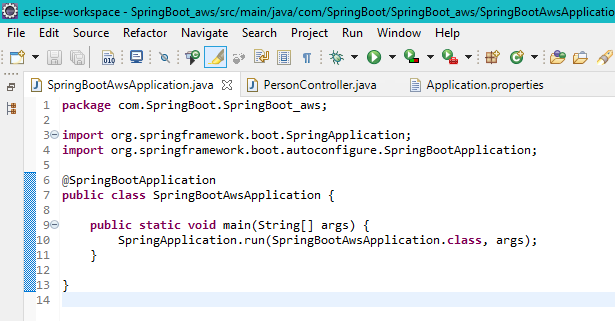 eclipse-workspace - SpringBoot_aws/src/main/java/com/SpringBoot/SpringBoot_aws/SpringBootAwsApplication
File Edit Source Refactor Navigate Search Project Run Window Help
010
SpringBootAwsApplication.java PersonController.java Application.properties
1 package com.SpringBoot.SpringBoot_aws;
2
3 import org.springframework.boot.SpringApplication;
4 import org.springframework.boot.autoconfigure.SpringBootApplication;
5
6 @SpringBootApplication
7 public class SpringBootAwsApplication {
8
9 public static void main(String[] args) {
10 SpringApplication.run(SpringBootAwsApplication.class, args);
11 }
12
13 }
14